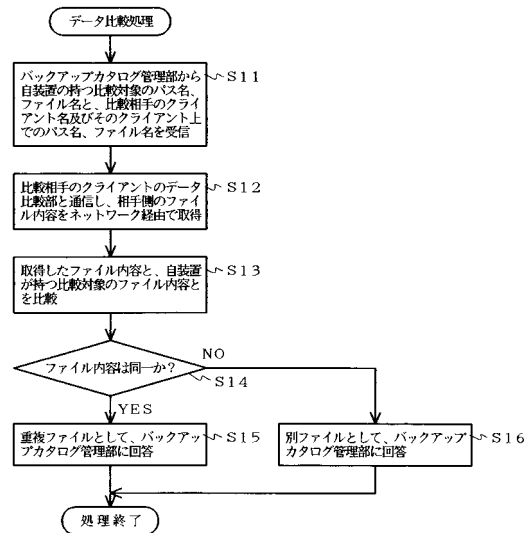 データ比較処理
バックアップカタログ管理部から
自装置の持つ比較対象のパス名、
ファイル名と、比較相手のクライ
アント名及びそのクライアント上
でのパス名、ファイル名を受信
S11
比較相手のクライアントのデータ
比較部と通信し、相手側のファイ
ル内容をネットワーク経由で取得
S12
取得したファイル内容と、自装置
が持つ比較対象のファイル内容と
を比較
S13
ファイル内容は同一か?
NO
S14
YES
重複ファイルとして、バックアッ
プカタログ管理部に回答
S15
別ファイルとして、バックアップ
カタログ管理部に回答
S16
処理終了